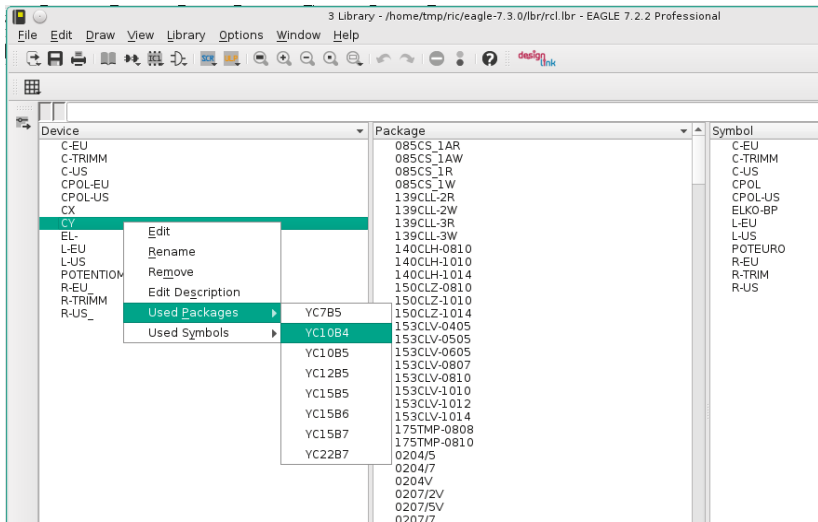 3 Library - /home/tmp/ric/eagle-7.3.0/lbr/rcl.lbr - EAGLE 7.2.2 Professional
File Edit Draw View Library Options Window Help
SCR ULP designlink
Device
C-EU
C-TRIMM
C-US
CPOL-EU
CPOL-US
CX
CY
EL-
L-EU
L-US
POTENTIOM
R-EU_
R-TRIMM
R-US_
Edit
Rename
Remove
Edit Description
Used Packages
Used Symbols
YC7B5
YC10B4
YC10B5
YC12B5
YC15B5
YC15B6
YC15B7
YC22B7
Package
085CS_1AR
085CS_1AW
085CS_1R
085CS_1W
139CLL-2R
139CLL-2W
139CLL-3R
139CLL-3W
140CLH-0810
140CLH-1010
140CLH-1014
150CLZ-0810
150CLZ-1010
150CLZ-1014
153CLV-0405
153CLV-0505
153CLV-0605
153CLV-0807
153CLV-0810
153CLV-1010
153CLV-1012
153CLV-1014
175TMP-0808
175TMP-0810
0204/5
0204/7
0204V
0207/2V
0207/5V
0207/7
Symbol
C-EU
C-TRIMM
C-US
CPOL
CPOL-US
ELKO-BP
L-EU
L-US
POTEURO
R-EU
R-TRIM
R-US